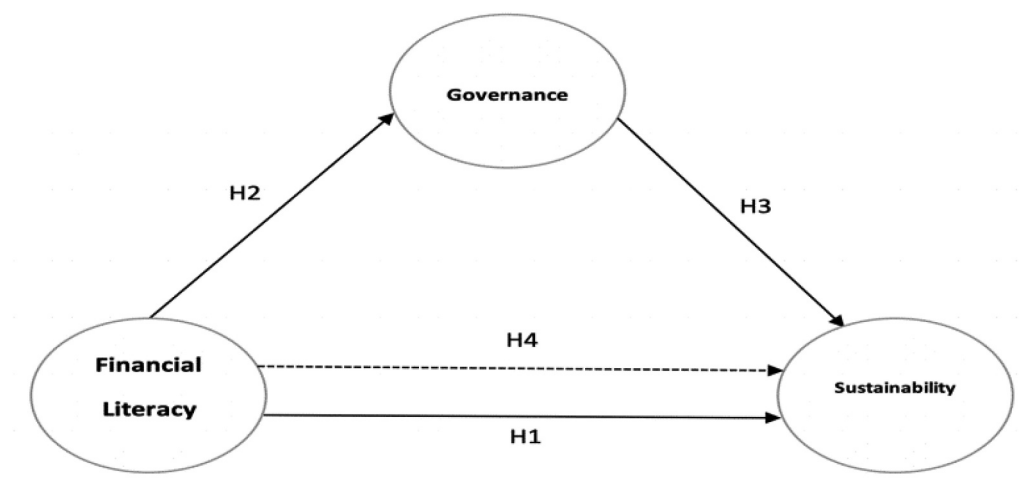 Governance
H2
H3
Financial
Literacy
H4
Sustainability
H1